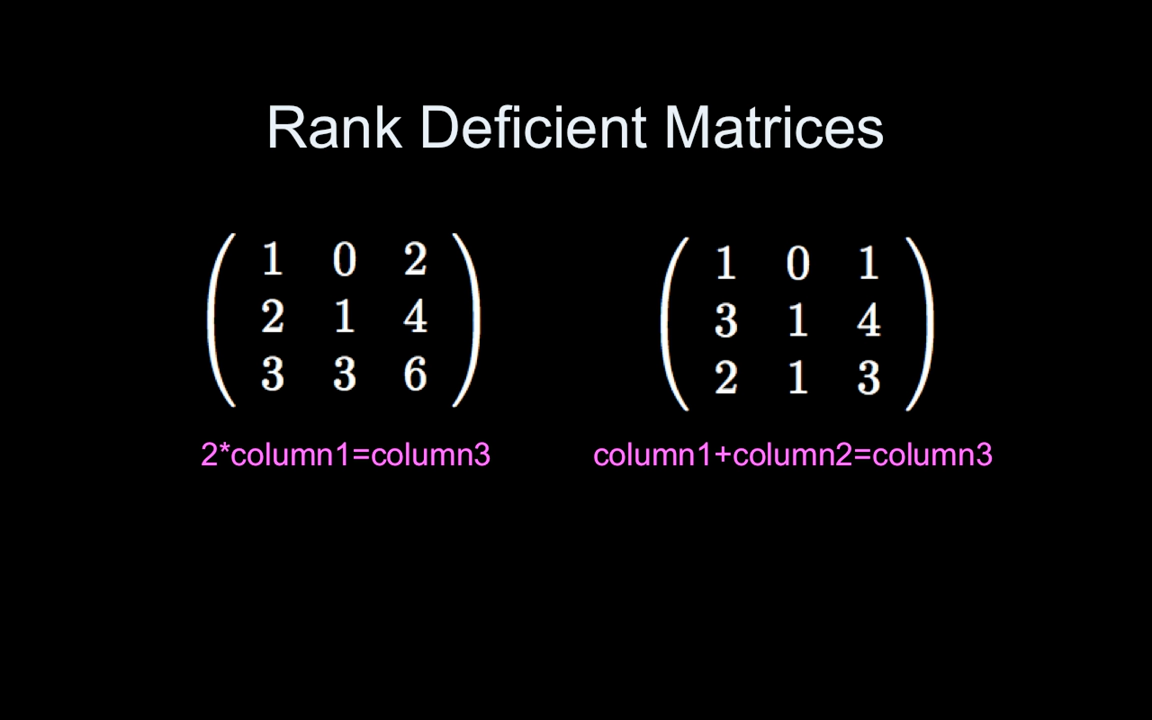 Rank Deficient Matrices
1 0 2
2 1 4
3 3 6
2*column1=column3
1 0 1
3 1 4
2 1 3
column1+column2=column3